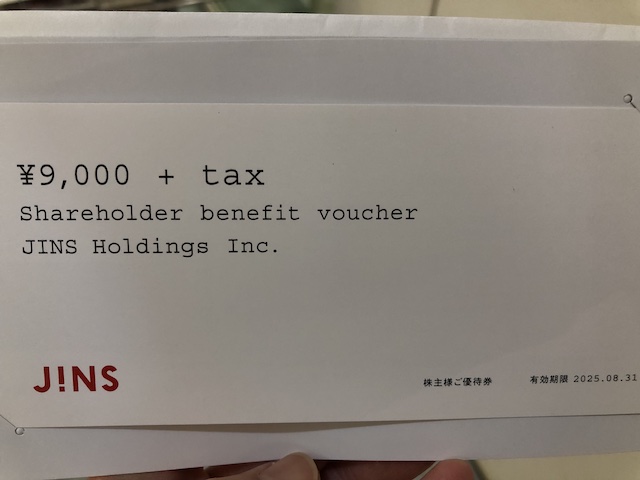 ¥9,000 + tax
Shareholder benefit voucher
JINS Holdings Inc.
J!NS
株主様ご優待券 有効期限 2025.08.31